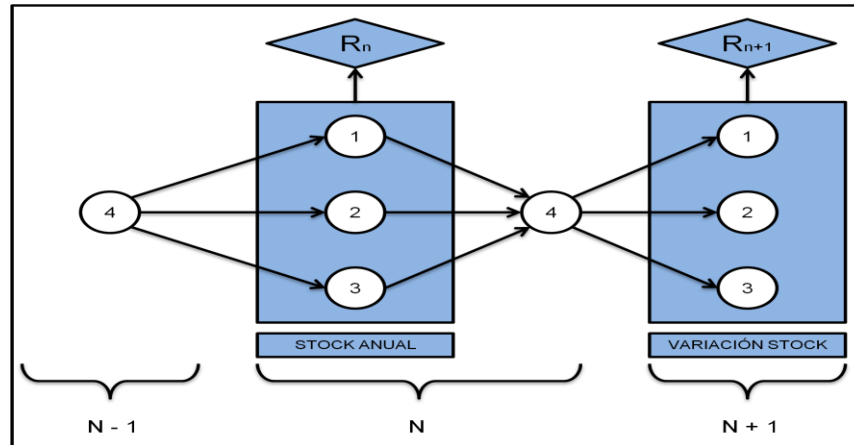 Rn
Rn+1
1
1
4
2
4
2
3
3
STOCK ANUAL
VARIACIÓN STOCK
N - 1
N
N + 1